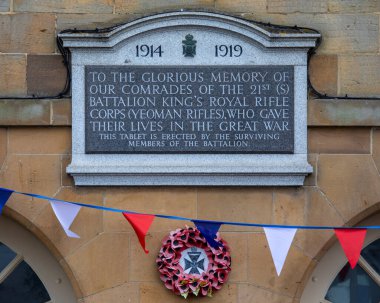 1914 1919
TO THE GLORIOUS MEMORY OF
OUR COMRADES OF THE 21ST (S)
BATTALION KING'S ROYAL RIFLE
CORPS (YEOMAN RIFLES), WHO GAVE
THEIR LIVES IN THE GREAT WAR
THIS TABLET IS ERECTED BY THE SURVIVING
MEMBERS OF THE BATTALION.